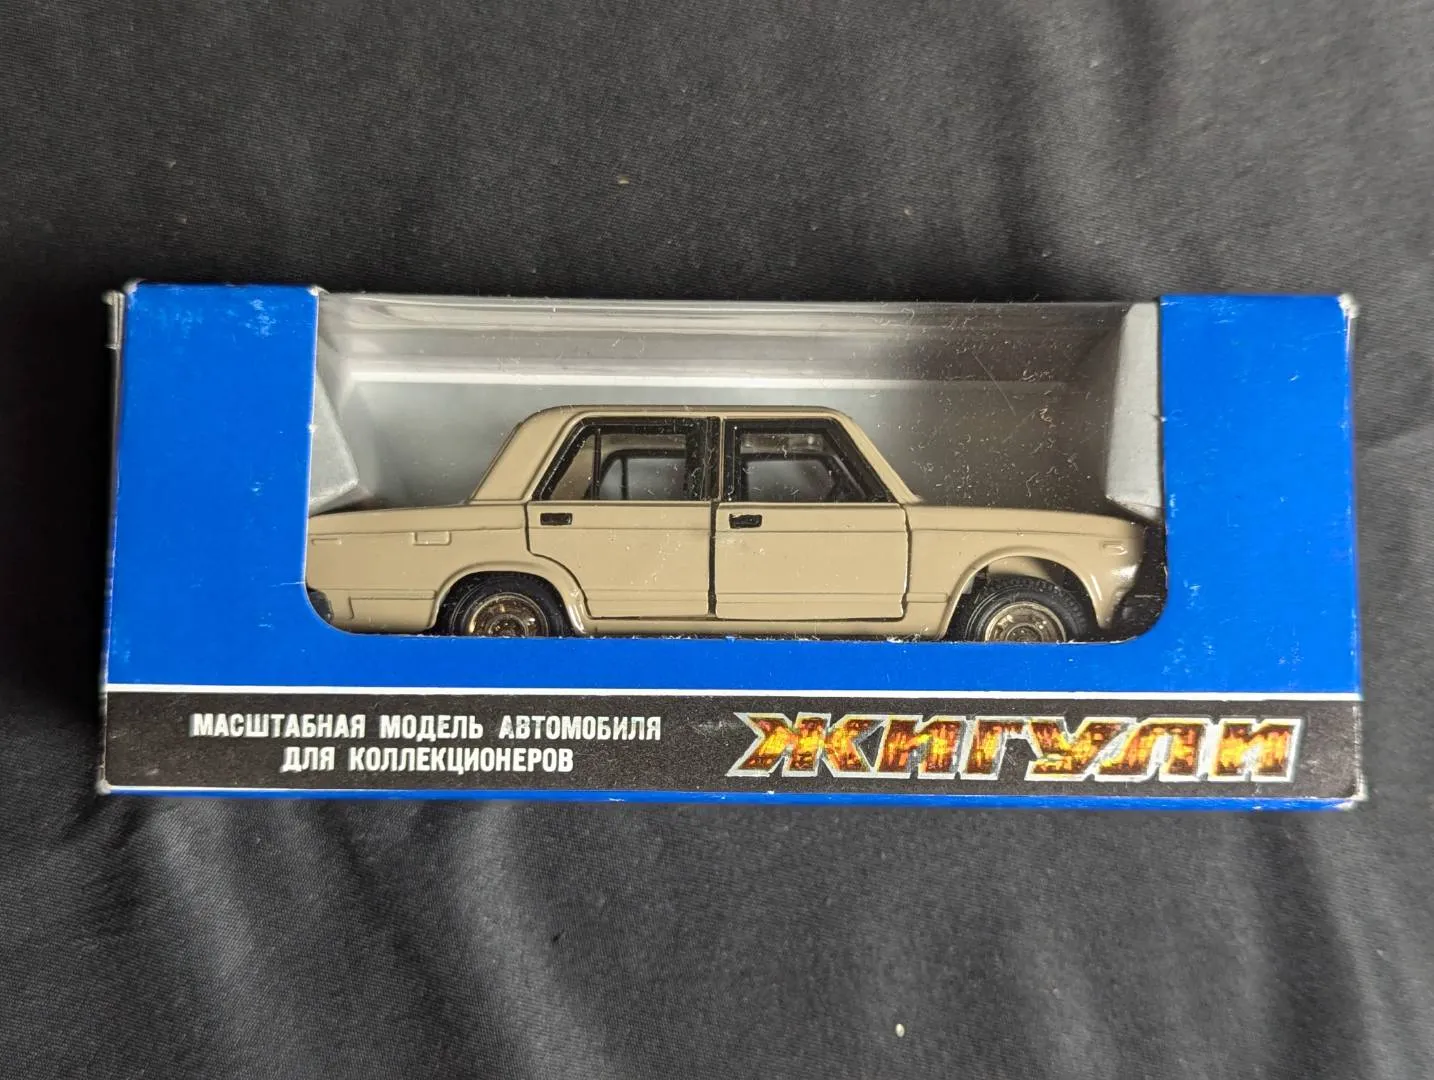 МАСШТАБНАЯ МОДЕЛЬ АВТОМОБИЛЯ
ДЛЯ КОЛЛЕКЦИОНЕРОВ
ЖИГУЛИ